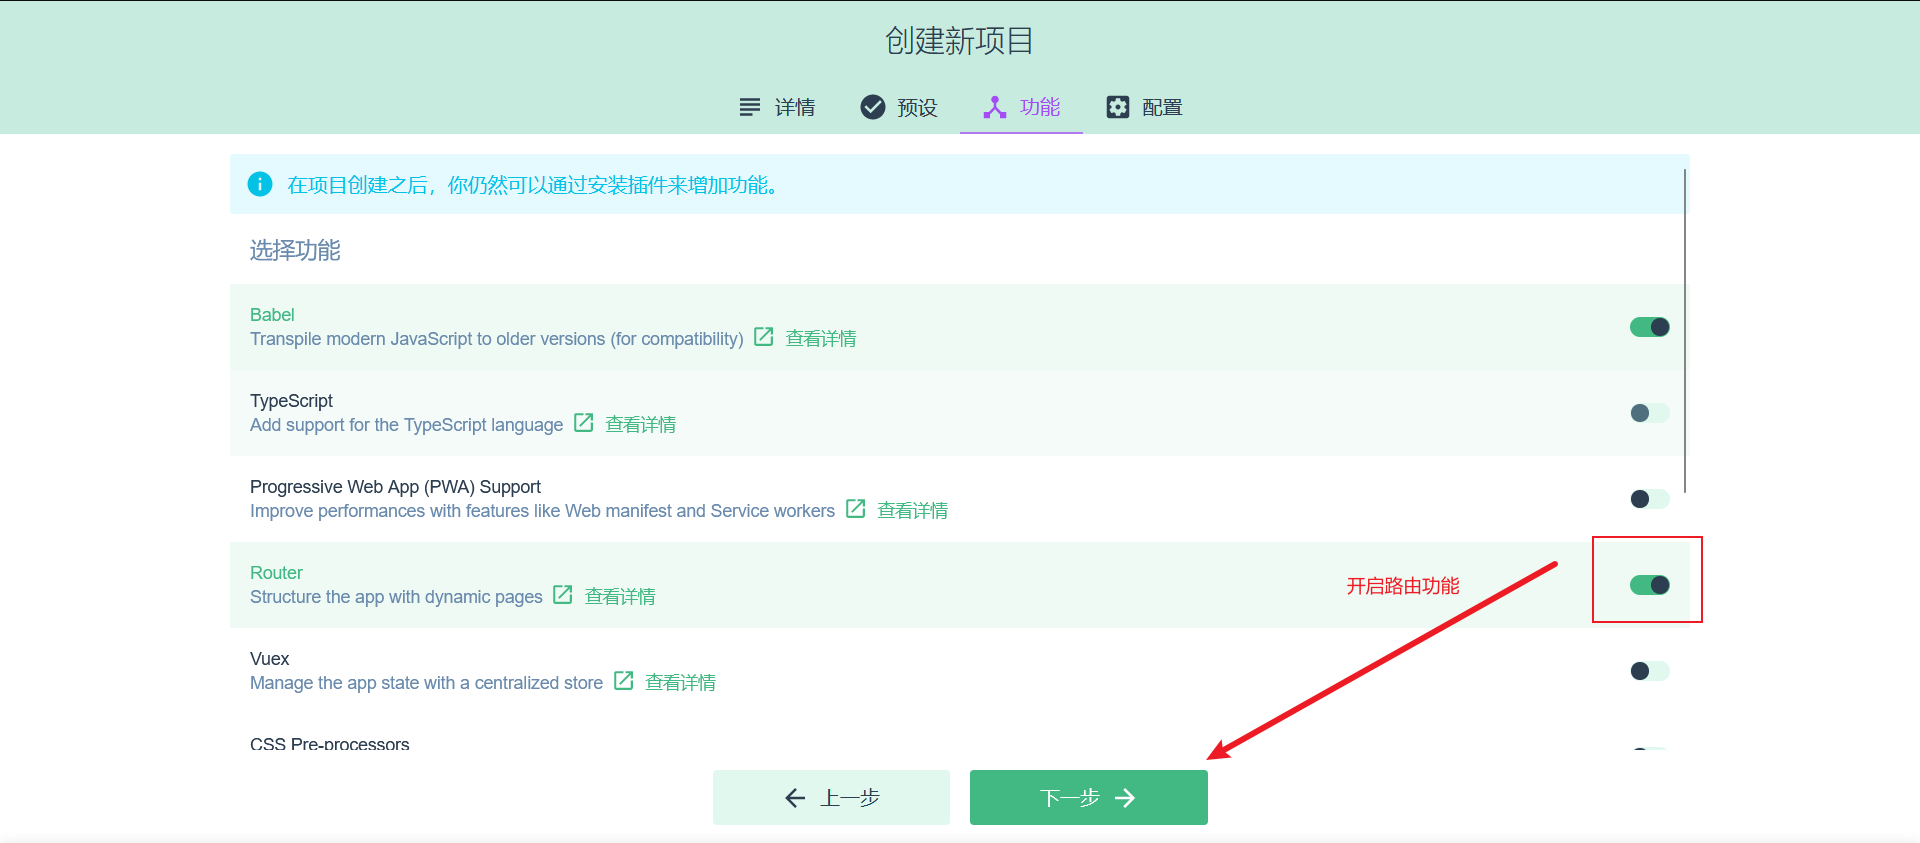 创建新项目
详情
预设
功能
配置
在项目创建之后，你仍然可以通过安装插件来增加功能。
选择功能
Babel
Transpile modern JavaScript to older versions (for compatibility) 查看详情
TypeScript
Add support for the TypeScript language 查看详情
Progressive Web App (PWA) Support
Improve performances with features like Web manifest and Service workers 查看详情
Router
Structure the app with dynamic pages 查看详情
开启路由功能
Vuex
Manage the app state with a centralized store 查看详情
CSS Pre-processors
上一步
下一步